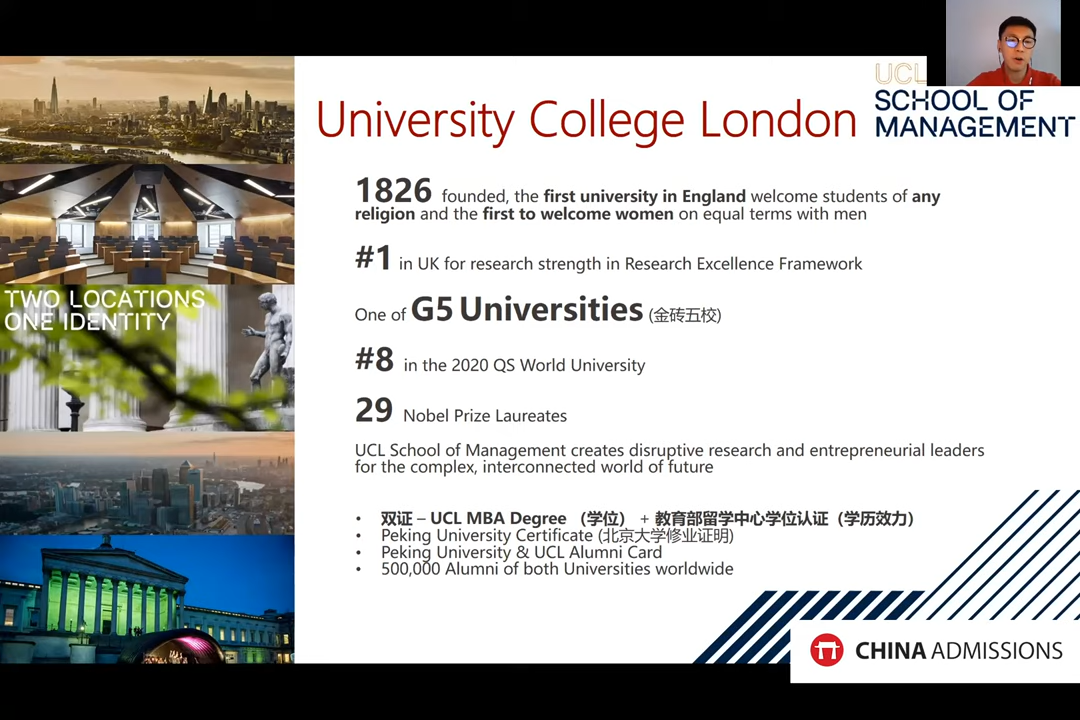 UCL
SCHOOL OF
MANAGEMENT
University College London
1826 founded, the first university in England welcome students of any
religion and the first to welcome women on equal terms with men
#1 in UK for research strength in Research Excellence Framework
One of G5 Universities (金砖五校)
#8 in the 2020 QS World University
29 Nobel Prize Laureates
UCL School of Management creates disruptive research and entrepreneurial leaders
for the complex, interconnected world of future
• 双证 – UCL MBA Degree （学位） + 教育部留学中心学位认证（学历效力）
• Peking University Certificate (北京大学修业证明)
• Peking University & UCL Alumni Card
• 500,000 Alumni of both Universities worldwide
TWO LOCATIONS
ONE IDENTITY
CHINA ADMISSIONS